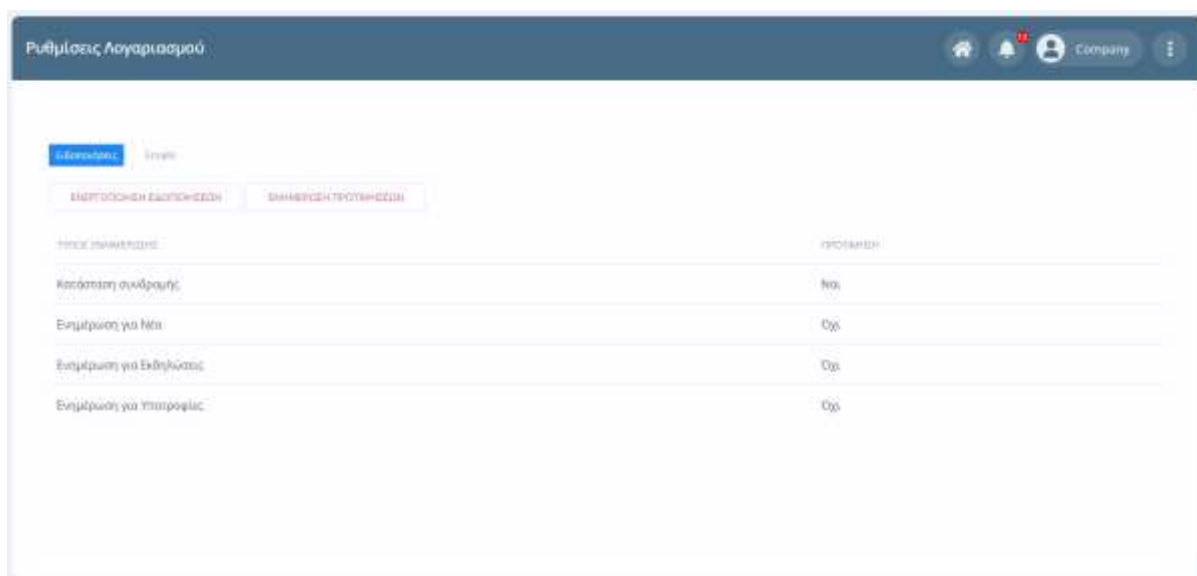 Ρυθμίσεις Λογαριασμού
Company
Ειδοποιήσεις Emails
ΕΝΕΡΓΟΠΟΙΗΣΗ ΕΙΔΟΠΟΙΗΣΕΩΝ ΕΝΗΜΕΡΩΣΗ ΠΡΟΤΙΜΗΣΕΩΝ
ΤΥΠΟΣ ΕΝΗΜΕΡΩΣΗΣ ΠΡΟΤΙΜΗΣΗ
Κατάσταση συνδρομής Ναι
Ενημέρωση για Νέα Όχι
Ενημέρωση για Εκδηλώσεις Όχι
Ενημέρωση για Υποτροφίες Όχι